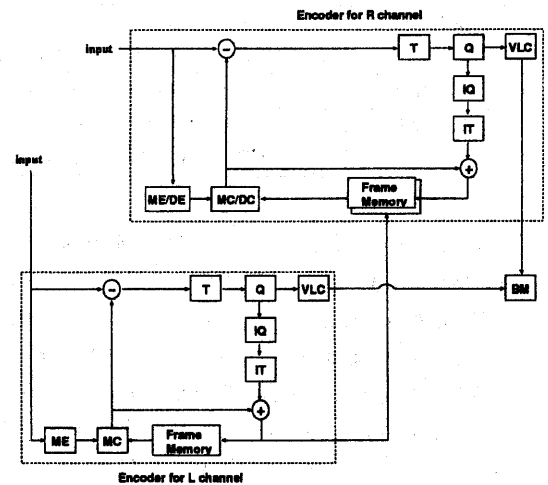 Encoder for R channel
input
−
T
Q
VLC
IQ
IT
+
input
ME/DE
MC/DC
Frame
Memory
−
T
Q
VLC
BM
IQ
IT
+
ME
MC
Frame
Memory
Encoder for L channel